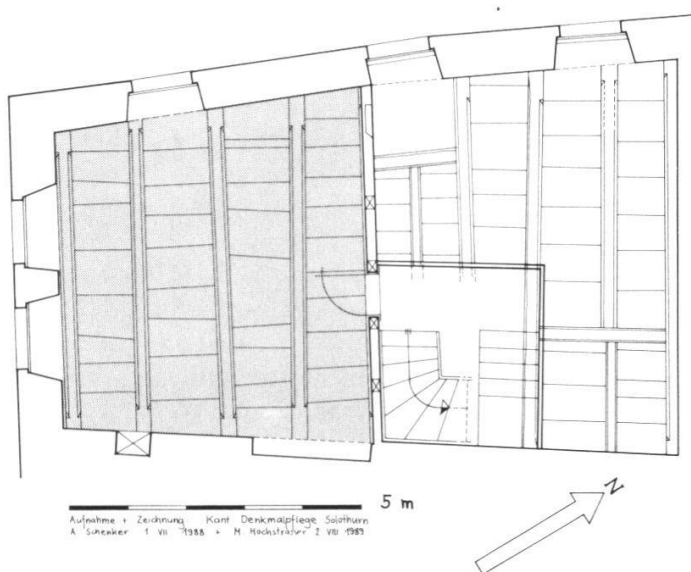 5 m
Aufnahme + Zeichnung Kant Denkmalpflege Solothurn
A Schenker 1 VII 1988 + M Hochstrasser 2 VIII 1989
N